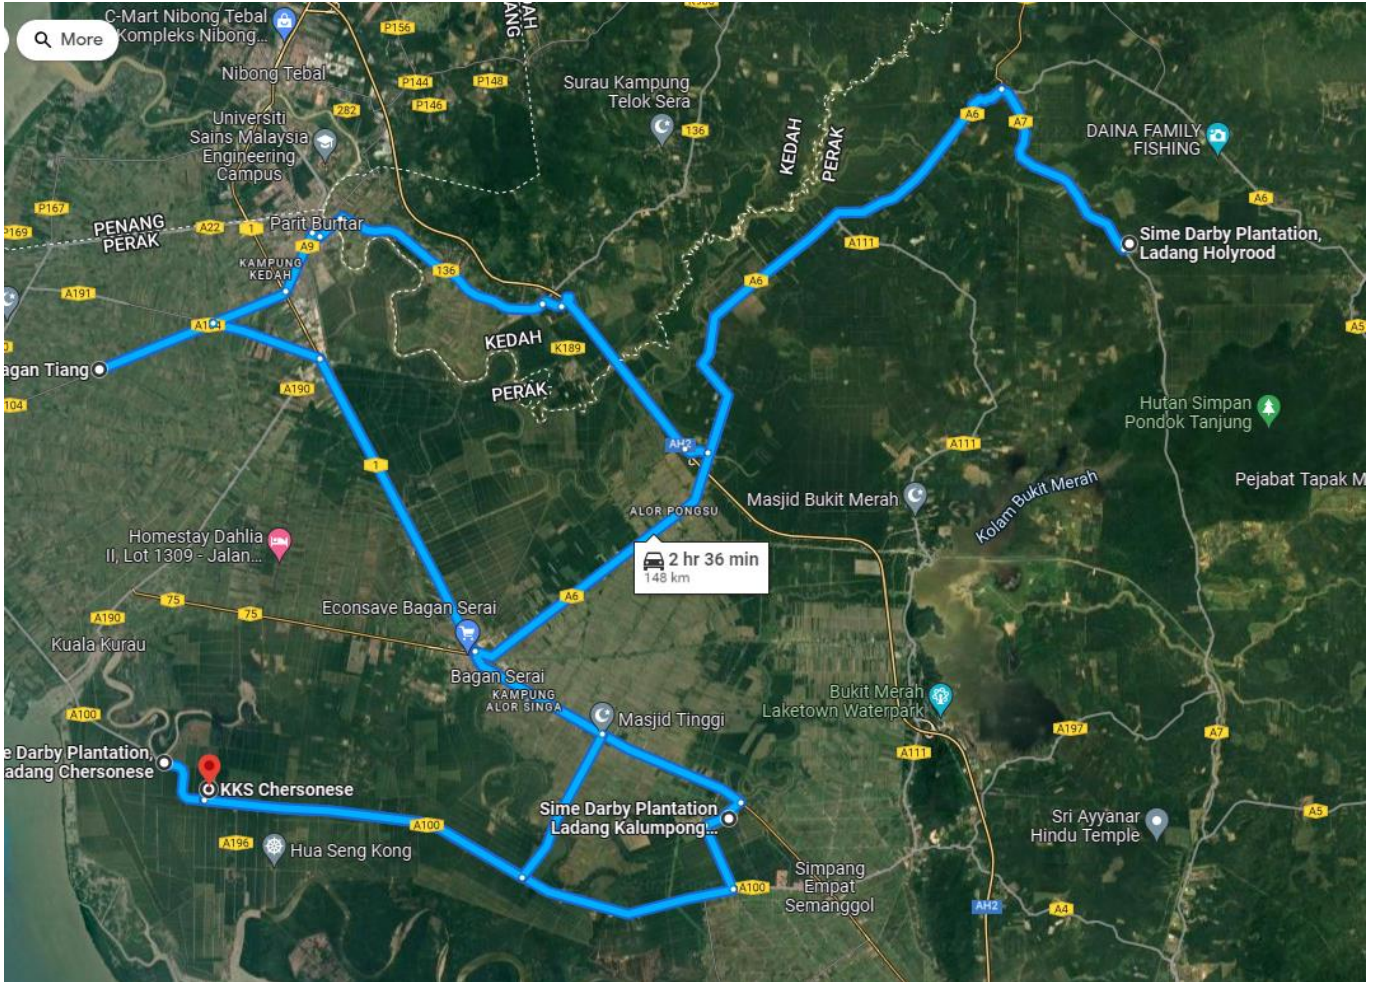 C-Mart Nibong Tebal
Kompleks Nibong...
More
P156
KEDAH
ANG
Nibong Tebal
P144
P148
P146
282
Surau Kampung
Telok Sera
136
Universiti
Sains Malaysia
Engineering
Campus
KEDAH
PERAK
A6
A7
DAINA FAMILY
FISHING
A6
P167
P169
PENANG
PERAK
A22
1
Parit Buntar
A9
KAMPUNG
KEDAH
136
A111
Sime Darby Plantation,
Ladang Holyrood
A6
A191
A104
KEDAH
K189
A5
agan Tiang
104
A190
PERAK
Hutan Simpan
Pondok Tanjung
AH2
A111
1
Masjid Bukit Merah
Kolam Bukit Merah
Pejabat Tapak M
ALOR PONGSU
Homestay Dahlia
II, Lot 1309 - Jalan...
2 hr 36 min
148 km
A6
75
75
Econsave Bagan Serai
A190
Kuala Kurau
Bagan Serai
KAMPUNG
ALOR SINGA
Masjid Tinggi
Bukit Merah
Laketown Waterpark
A100
A197
A7
A111
e Darby Plantation,
adang Chersonese
KKS Chersonese
Sime Darby Plantation
Ladang Kalumpong...
A100
A5
Sri Ayyanar
Hindu Temple
A196
Hua Seng Kong
A100
Simpang
Empat
Semanggol
AH2
A4